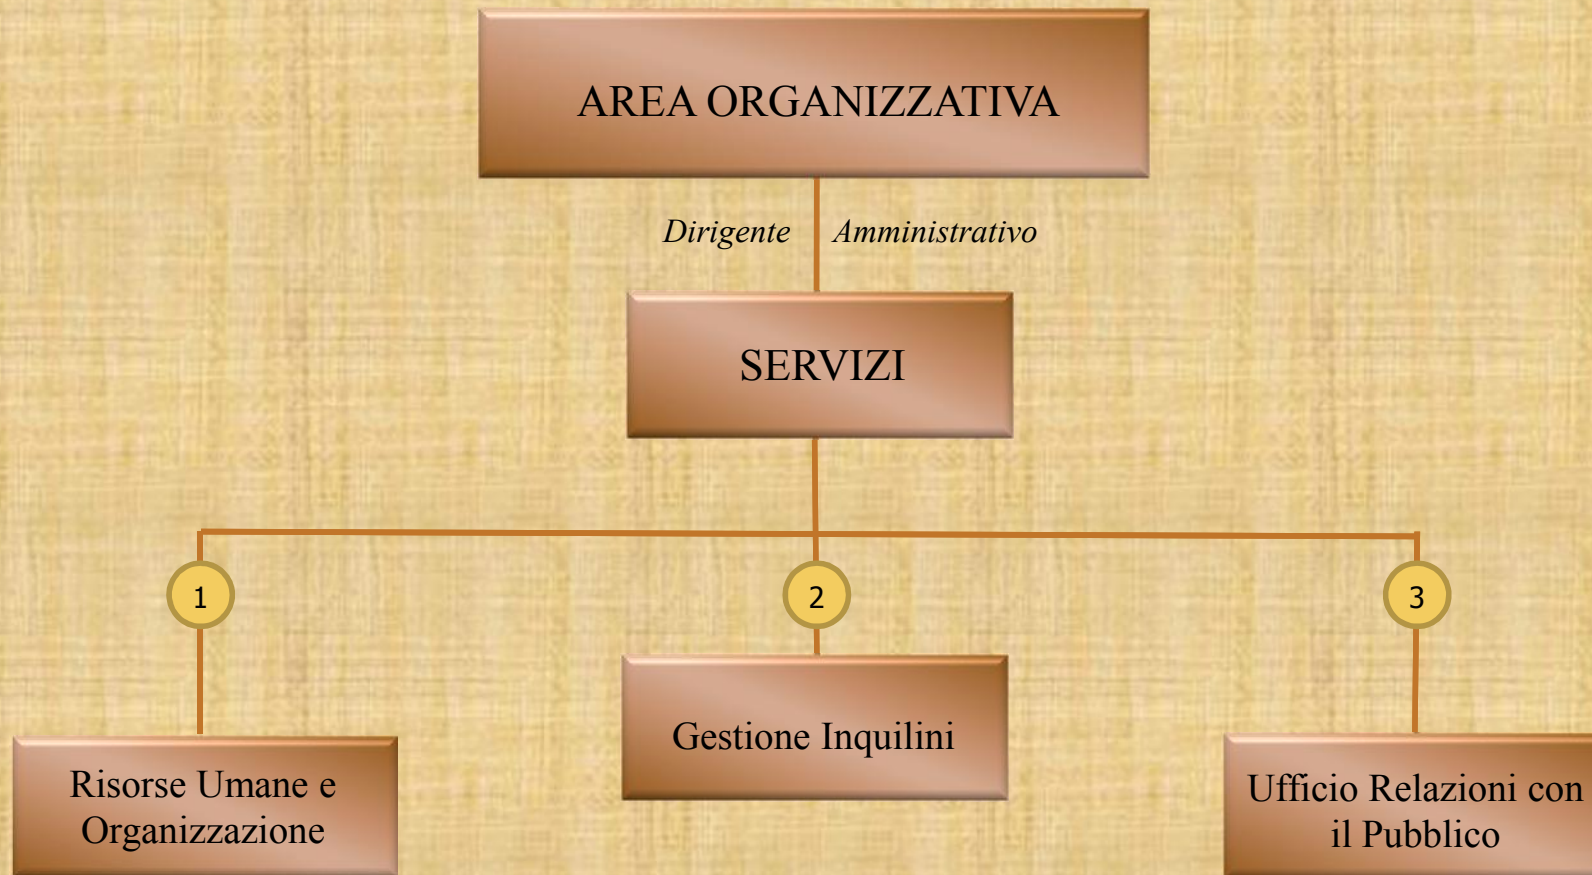 AREA ORGANIZZATIVA
Dirigente Amministrativo
SERVIZI
1
2
3
Risorse Umane e
Organizzazione
Gestione Inquilini
Ufficio Relazioni con
il Pubblico